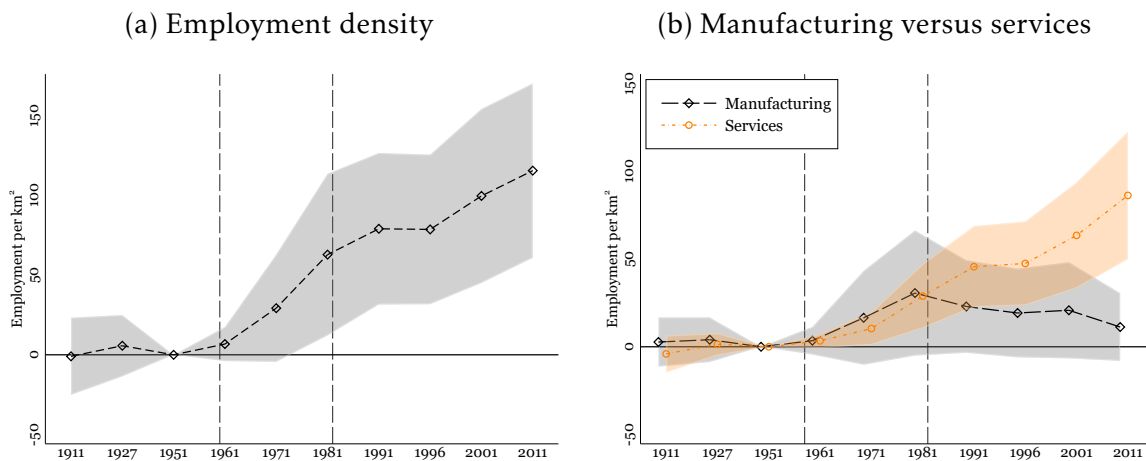 (a) Employment density
Employment per km²
150
100
50
0
-50
1911 1927 1951 1961 1971 1981 1991 1996 2001 2011
(b) Manufacturing versus services
Employment per km²
150
100
50
0
-50
Manufacturing
Services
1911 1927 1951 1961 1971 1981 1991 1996 2001 2011